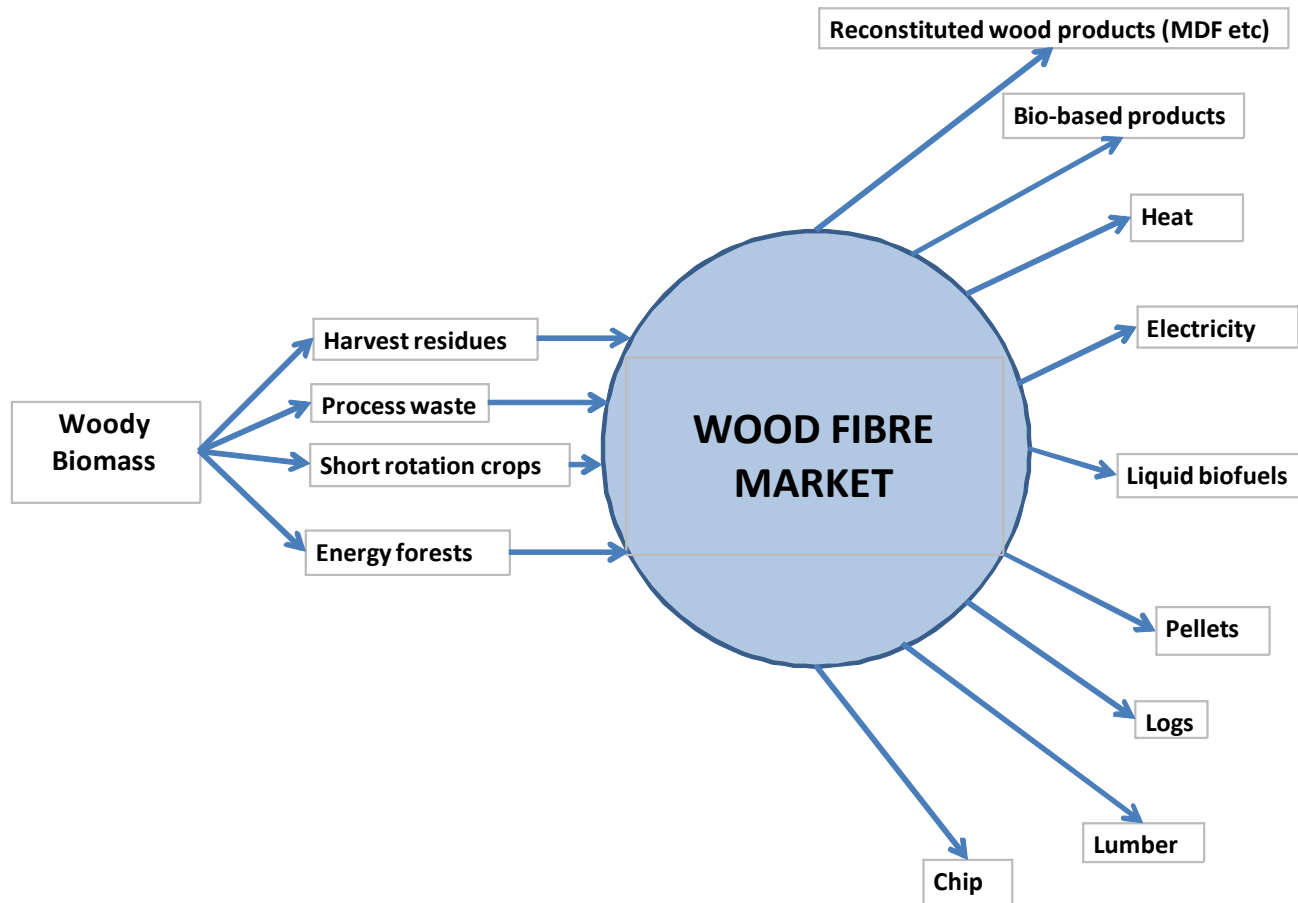 Reconstituted wood products (MDF etc)
Bio-based products
Heat
Electricity
Liquid biofuels
Pellets
Logs
Lumber
Chip
Harvest residues
Process waste
Short rotation crops
Energy forests
Woody
Biomass
WOOD FIBRE
MARKET